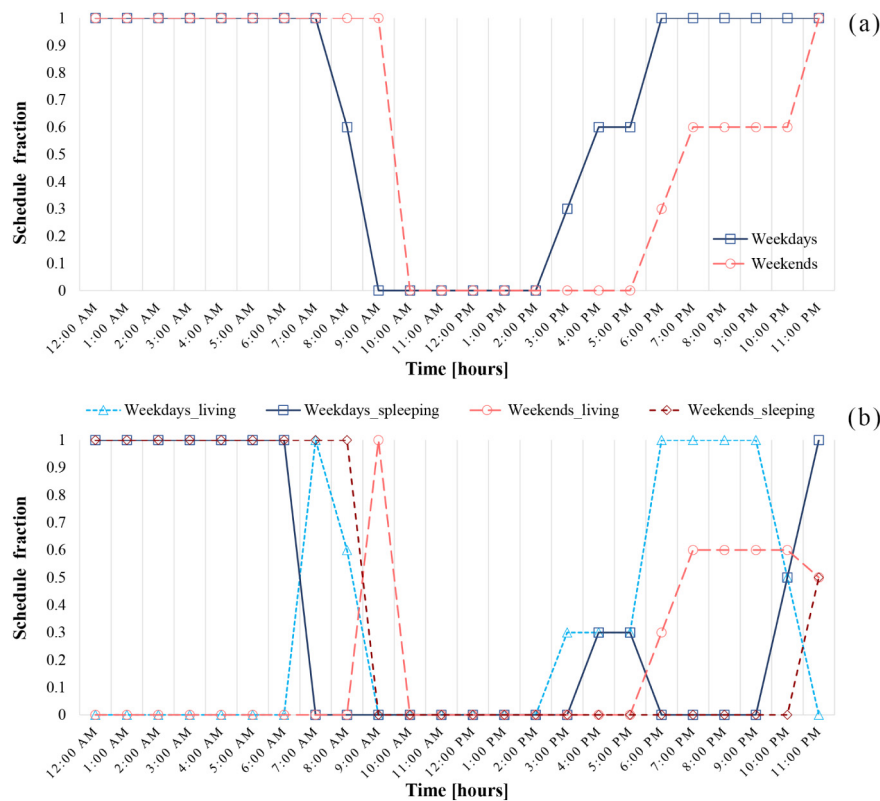 (a)
1
0.9
0.8
0.7
0.6
0.5
0.4
0.3
0.2
0.1
0
Schedule fraction
Weekdays
Weekends
12:00 AM
1:00 AM
2:00 AM
3:00 AM
4:00 AM
5:00 AM
6:00 AM
7:00 AM
8:00 AM
9:00 AM
10:00 AM
11:00 AM
12:00 PM
1:00 PM
2:00 PM
3:00 PM
4:00 PM
5:00 PM
6:00 PM
7:00 PM
8:00 PM
9:00 PM
10:00 PM
11:00 PM
Time [hours]
Weekdays_living Weekdays_spleeping Weekends_living Weekends_sleeping
(b)
1
0.9
0.8
0.7
0.6
0.5
0.4
0.3
0.2
0.1
0
Schedule fraction
12:00 AM
1:00 AM
2:00 AM
3:00 AM
4:00 AM
5:00 AM
6:00 AM
7:00 AM
8:00 AM
9:00 AM
10:00 AM
11:00 AM
12:00 PM
1:00 PM
2:00 PM
3:00 PM
4:00 PM
5:00 PM
6:00 PM
7:00 PM
8:00 PM
9:00 PM
10:00 PM
11:00 PM
Time [hours]